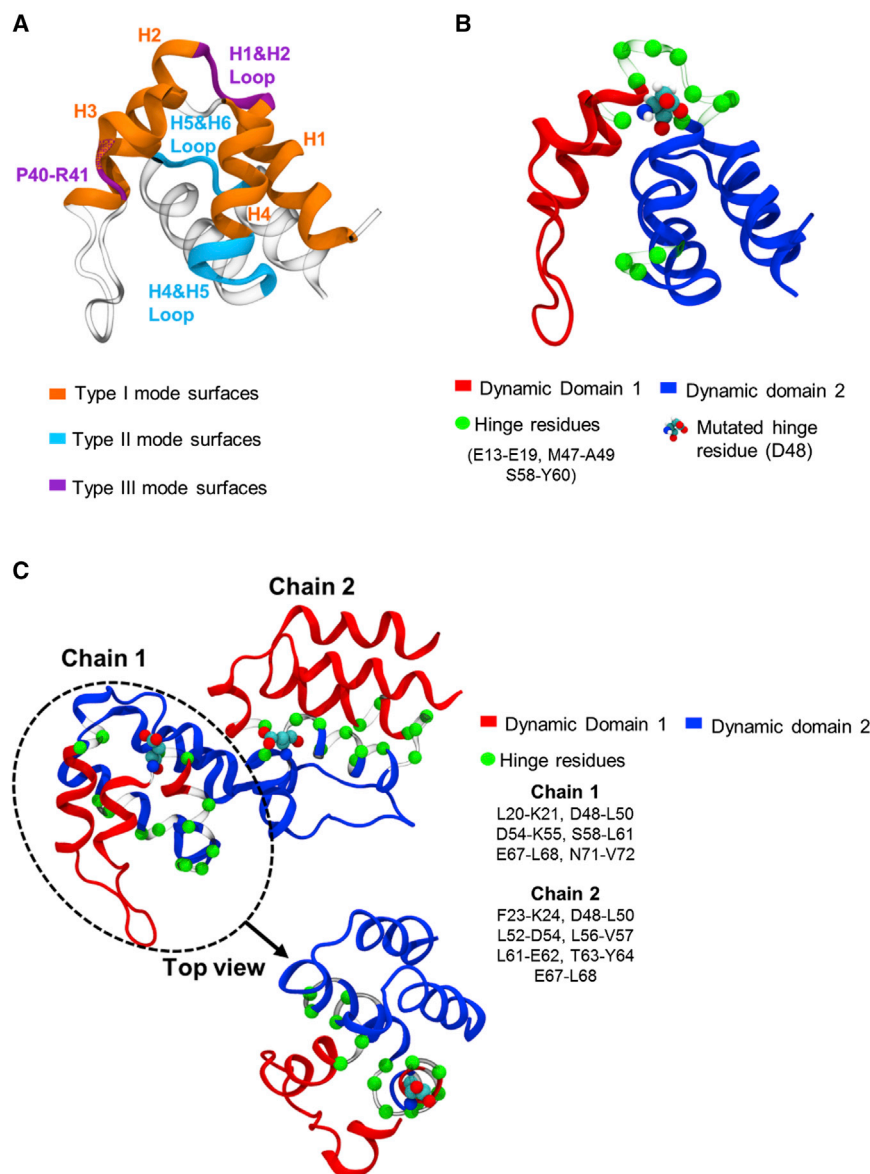 A
H2
H1&H2
Loop
H3
H5&H6
Loop
H1
P40-R41
H4
H4&H5
Loop
Type I mode surfaces
Type II mode surfaces
Type III mode surfaces
B
Dynamic Domain 1
Dynamic domain 2
Hinge residues
(E13-E19, M47-A49
S58-Y60)
Mutated hinge
residue (D48)
C
Chain 2
Chain 1
Top view
Dynamic Domain 1
Dynamic domain 2
Hinge residues
Chain 1
L20-K21, D48-L50
D54-K55, S58-L61
E67-L68, N71-V72
Chain 2
F23-K24, D48-L50
L52-D54, L56-V57
L61-E62, T63-Y64
E67-L68